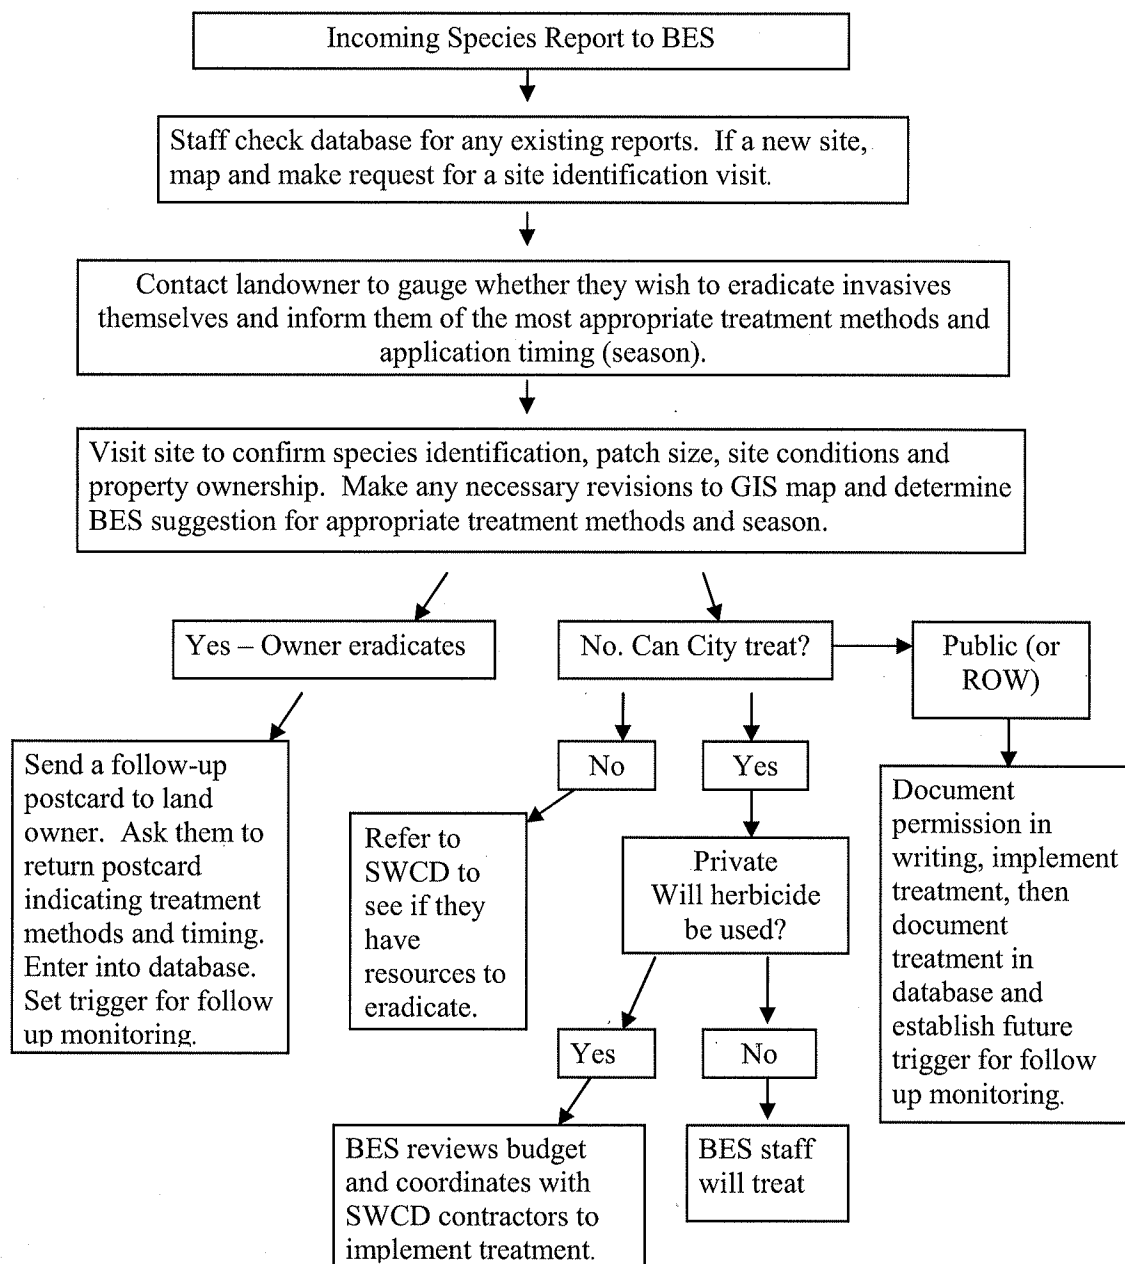 Incoming Species Report to BES
Staff check database for any existing reports. If a new site,
map and make request for a site identification visit.
Contact landowner to gauge whether they wish to eradicate invasives
themselves and inform them of the most appropriate treatment methods and
application timing (season).
Visit site to confirm species identification, patch size, site conditions and
property ownership. Make any necessary revisions to GIS map and determine
BES suggestion for appropriate treatment methods and season.
Yes – Owner eradicates
No. Can City treat?
Public (or
ROW)
Send a follow-up
postcard to land
owner. Ask them to
return postcard
indicating treatment
methods and timing.
Enter into database.
Set trigger for follow
up monitoring.
No
Yes
Refer to
SWCD to
see if they
have
resources to
eradicate.
Private
Will herbicide
be used?
Document
permission in
writing, implement
treatment, then
document
treatment in
database and
establish future
trigger for follow
up monitoring.
Yes
No
BES reviews budget
and coordinates with
SWCD contractors to
implement treatment.
BES staff
will treat